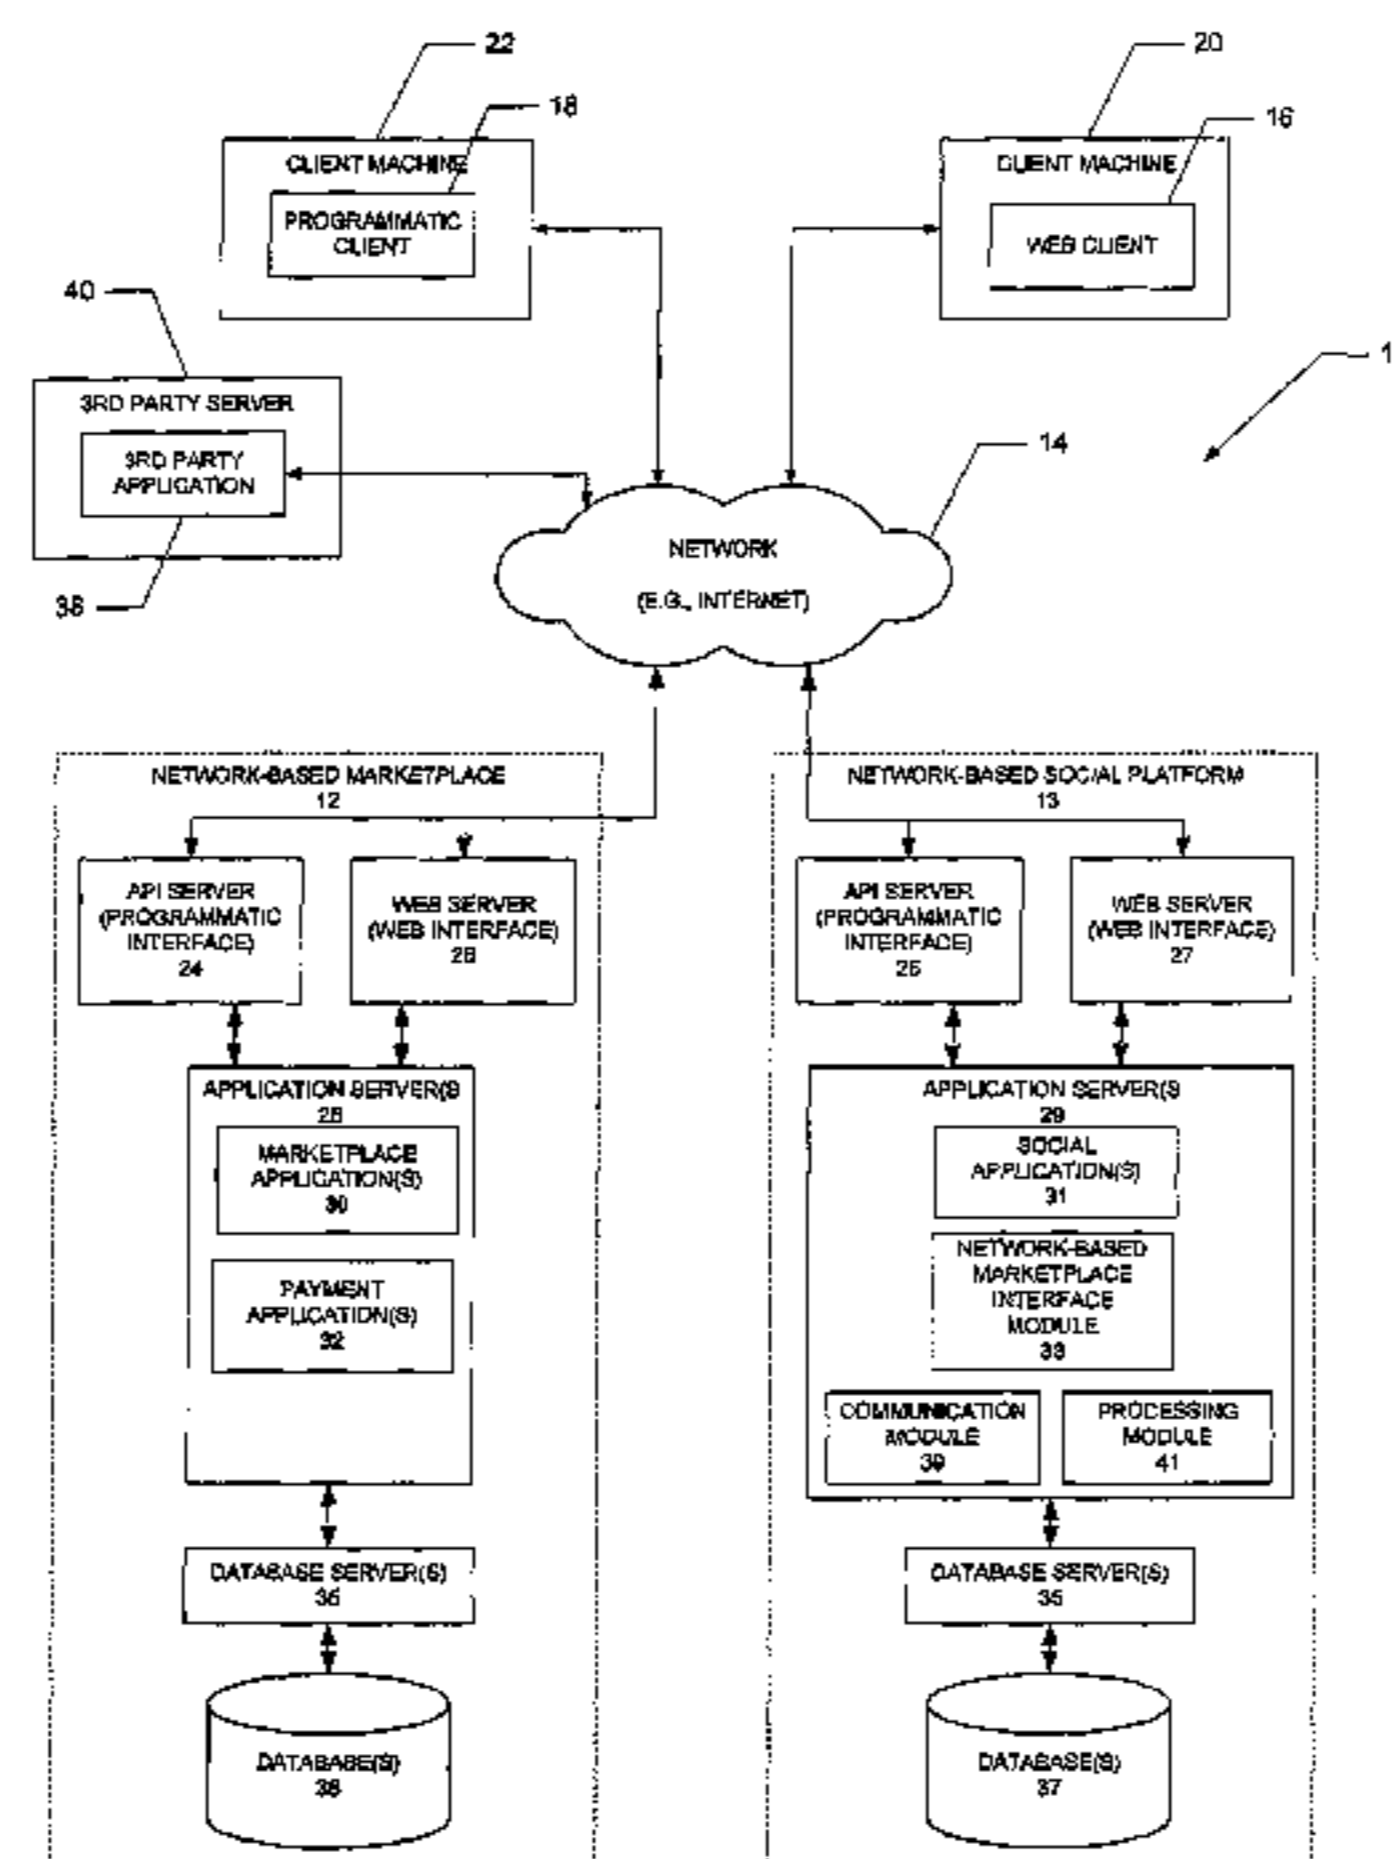 22
20
18
16
CLIENT MACHINE
CLIENT MACHINE
PROGRAMMATIC
CLIENT
WEB CLIENT
40
1
3RD PARTY SERVER
3RD PARTY
APPLICATION
14
NETWORK
(E.G., INTERNET)
38
NETWORK-BASED MARKETPLACE
12
API SERVER
(PROGRAMMATIC
INTERFACE)
24
WEB SERVER
(WEB INTERFACE)
APPLICATION SERVER(S
28
MARKETPLACE
APPLICATION(S)
30
PAYMENT
APPLICATION(S)
32
DATABASE SERVER(S)
DATABASE(S)
NETWORK-BASED SOCIAL PLATFORM
13
API SERVER
(PROGRAMMATIC
INTERFACE)
25
WEB SERVER
(WEB INTERFACE)
27
APPLICATION SERVER(S
29
SOCIAL
APPLICATION(S)
31
NETWORK-BASED
MARKETPLACE
INTERFACE
MODULE
33
COMMUNICATION
MODULE
39
PROCESSING
MODULE
41
DATABASE SERVER(S)
35
DATABASE(S)
37